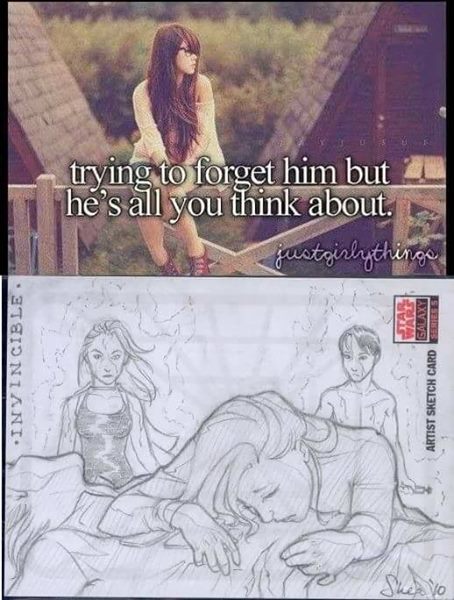 trying to forget him but
he's all you think about.
justgirlythings
·INVINCIBLE·
STAR
WARS
GALAXY
SERIES 5
ARTIST SKETCH CARD